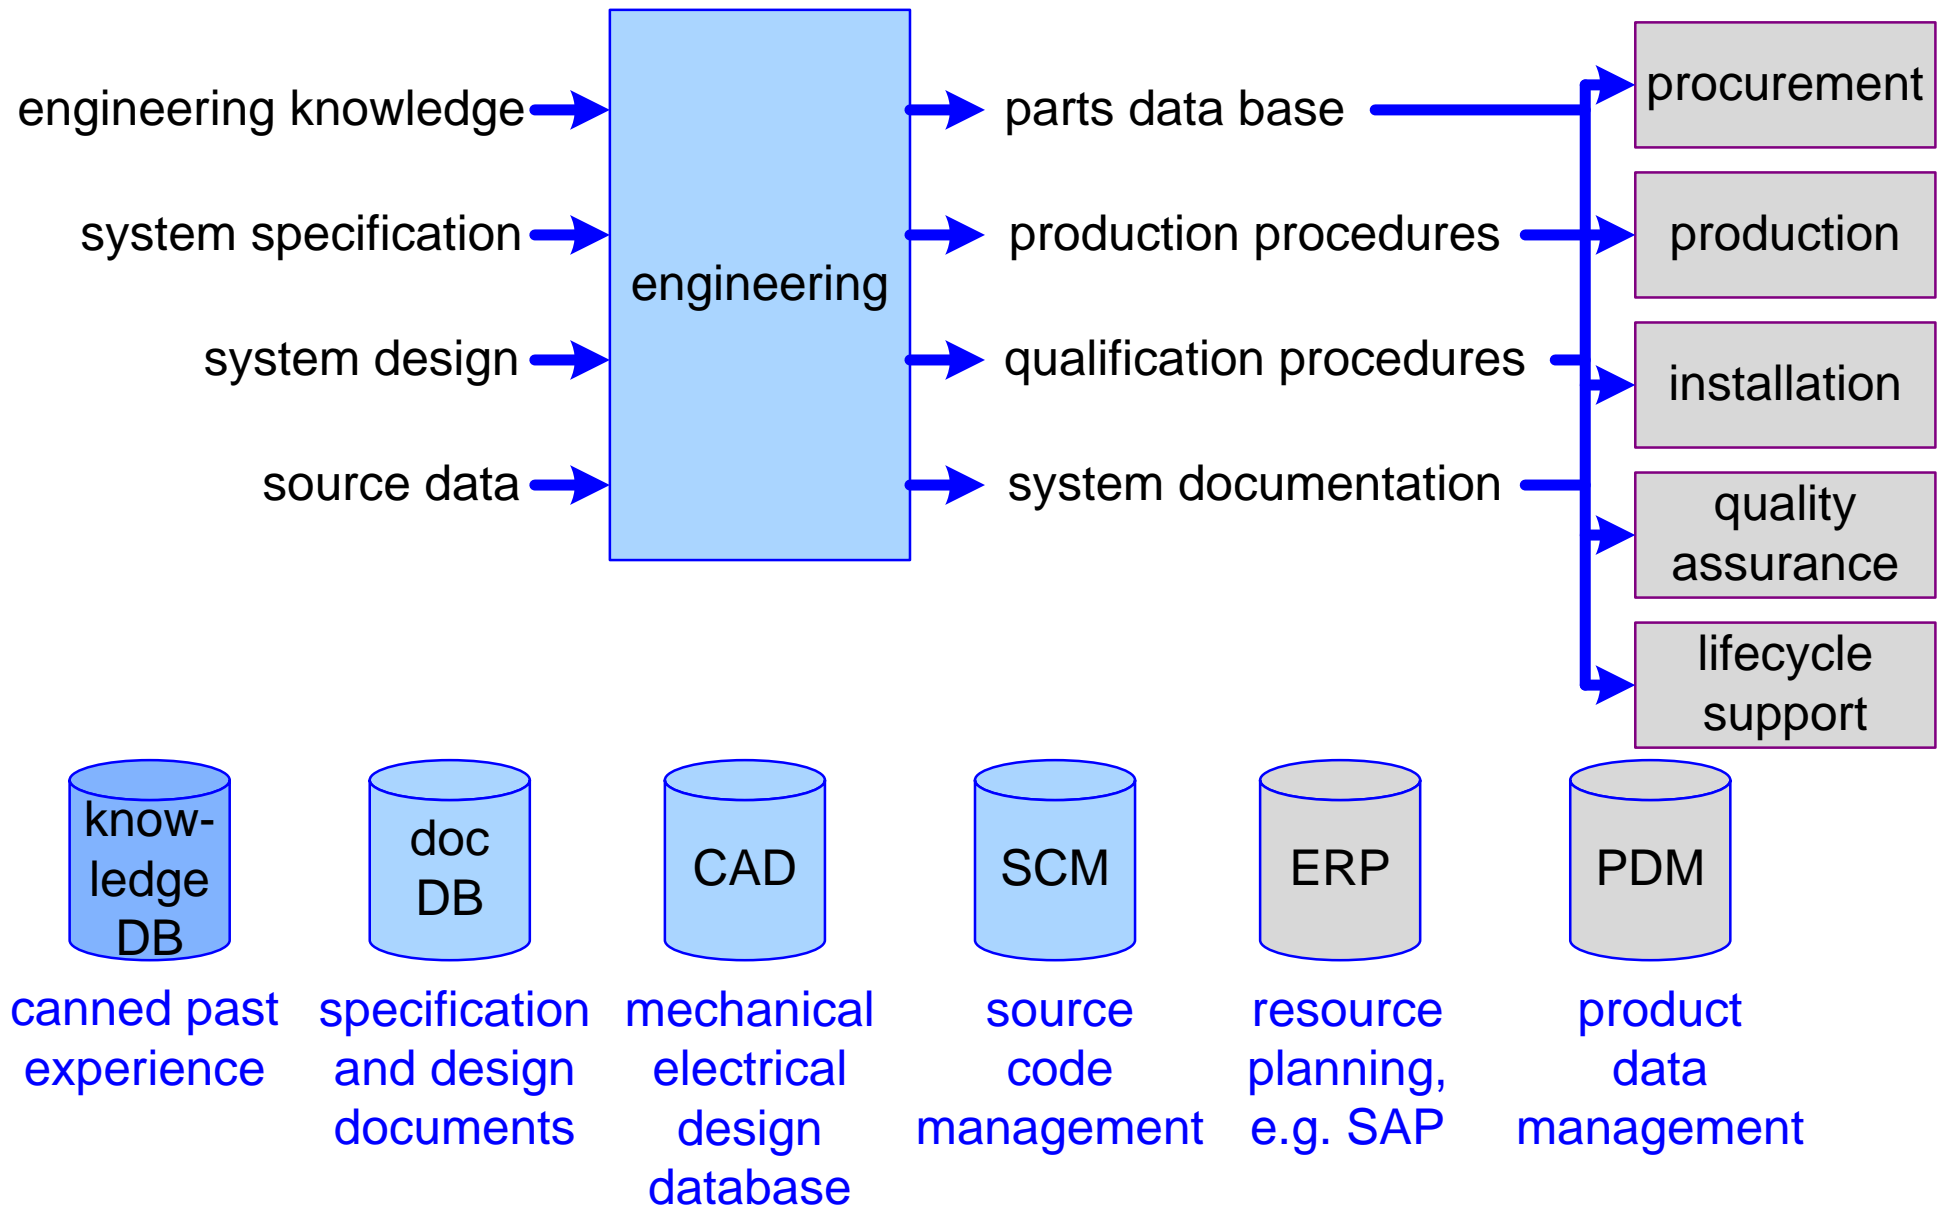 engineering knowledge
system specification
system design
source data
engineering
parts data base
production procedures
qualification procedures
system documentation
procurement
production
installation
quality
assurance
lifecycle
support
know-
ledge
DB
doc
DB
CAD
SCM
ERP
PDM
canned past
experience
specification
and design
documents
mechanical
electrical
design
database
source
code
management
resource
planning,
e.g. SAP
product
data
management